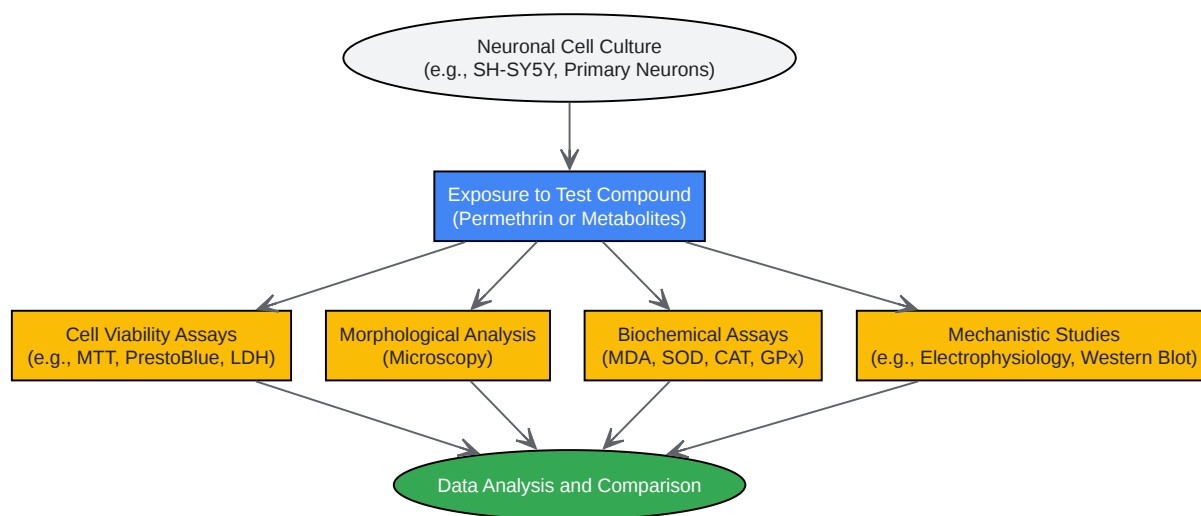 Neuronal Cell Culture
(e.g., SH-SY5Y, Primary Neurons)
Exposure to Test Compound
(Permethrin or Metabolites)
Cell Viability Assays
(e.g., MTT, PrestoBlue, LDH)
Morphological Analysis
(Microscopy)
Biochemical Assays
(MDA, SOD, CAT, GPx)
Mechanistic Studies
(e.g., Electrophysiology, Western Blot)
Data Analysis and Comparison